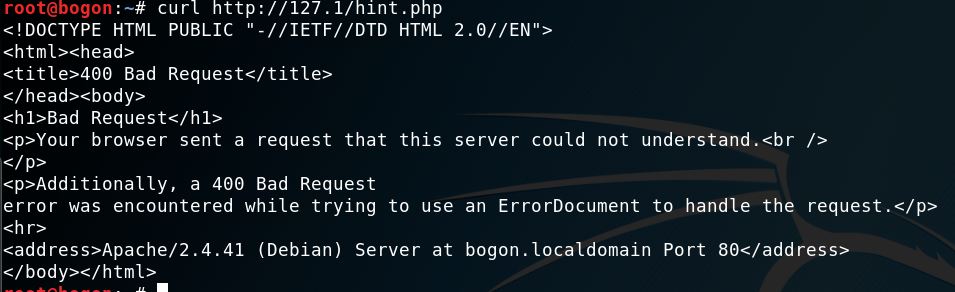 root@bogon:~# curl http://127.1/hint.php
<!DOCTYPE HTML PUBLIC "-//IETF//DTD HTML 2.0//EN">
<html><head>
<title>400 Bad Request</title>
</head><body>
<h1>Bad Request</h1>
<p>Your browser sent a request that this server could not understand.<br />
</p>
<p>Additionally, a 400 Bad Request
error was encountered while trying to use an ErrorDocument to handle the request.</p>
<hr>
<address>Apache/2.4.41 (Debian) Server at bogon.localdomain Port 80</address>
</body></html>
root@bogon:~#